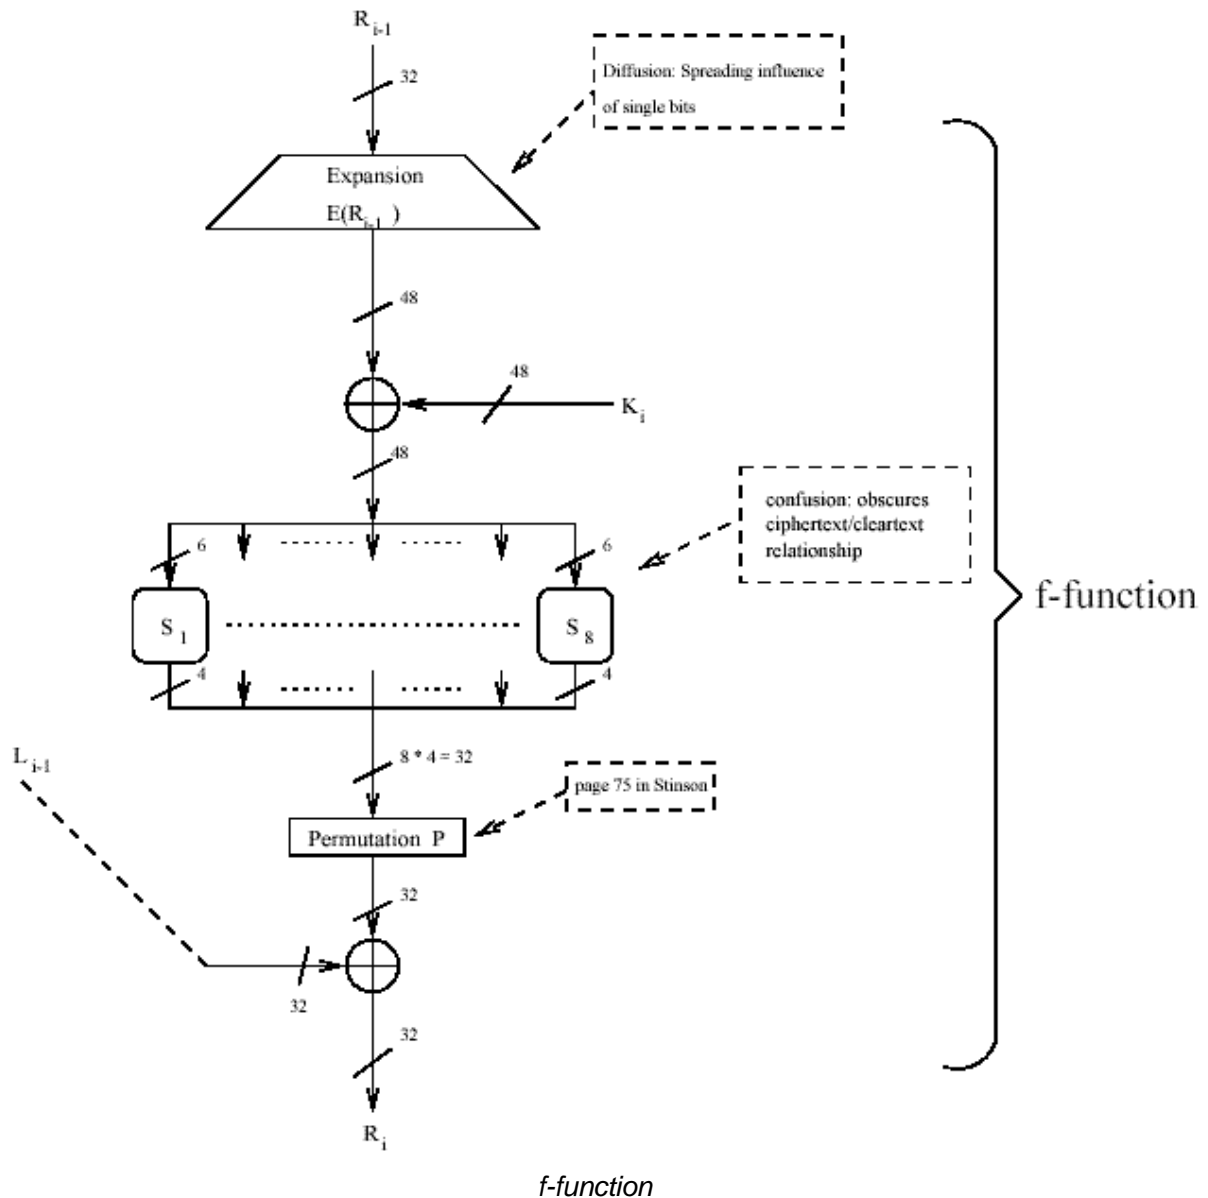 R i-1
32
Diffusion: Spreading influence
of single bits
Expansion
E(R i-1 )
48
48
K i
48
confusion: obscures
ciphertext/cleartext
relationship
6
6
S 1
S 8
f-function
4
4
L i-1
8 * 4 = 32
page 75 in Stinson
Permutation P
32
32
32
R i
f-function